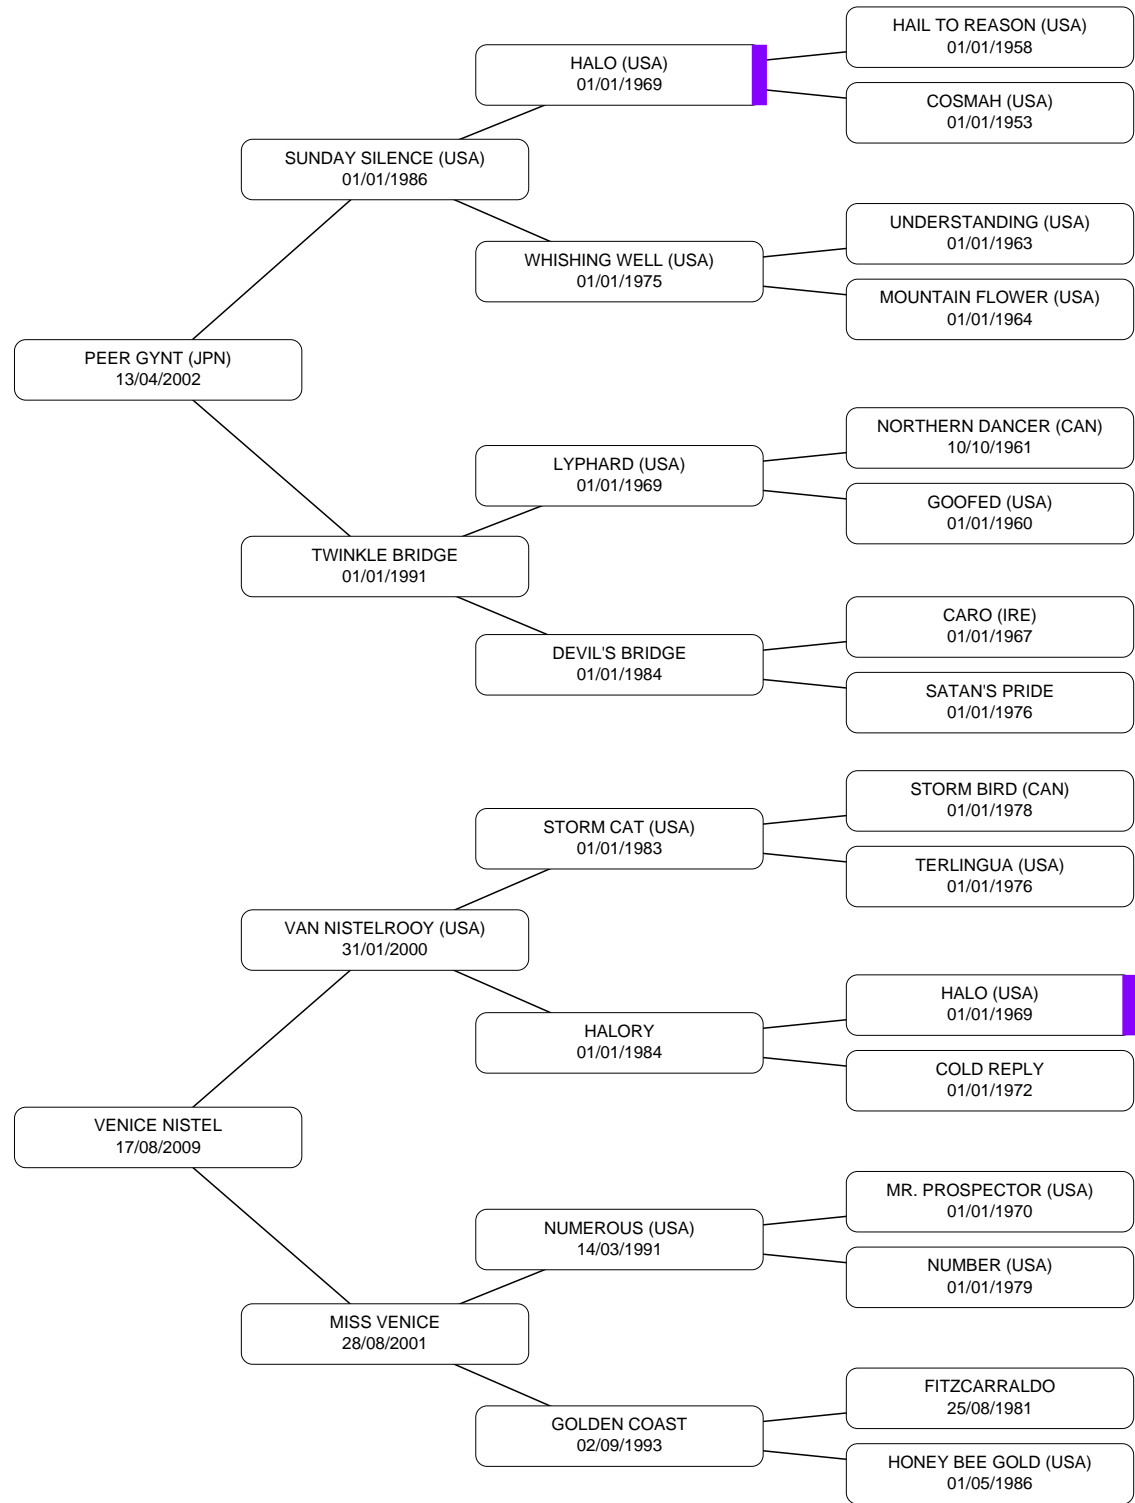 HAIL TO REASON (USA)
01/01/1958
HALO (USA)
01/01/1969
COSMAH (USA)
01/01/1953
SUNDAY SILENCE (USA)
01/01/1986
UNDERSTANDING (USA)
01/01/1963
WHISHING WELL (USA)
01/01/1975
MOUNTAIN FLOWER (USA)
01/01/1964
PEER GYNT (JPN)
13/04/2002
NORTHERN DANCER (CAN)
10/10/1961
LYPHARD (USA)
01/01/1969
GOOFED (USA)
01/01/1960
TWINKLE BRIDGE
01/01/1991
CARO (IRE)
01/01/1967
DEVIL'S BRIDGE
01/01/1984
SATAN'S PRIDE
01/01/1976
STORM BIRD (CAN)
01/01/1978
STORM CAT (USA)
01/01/1983
TERLINGUA (USA)
01/01/1976
VAN NISTELROOY (USA)
31/01/2000
HALO (USA)
01/01/1969
HALORY
01/01/1984
COLD REPLY
01/01/1972
VENICE NISTEL
17/08/2009
MR. PROSPECTOR (USA)
01/01/1970
NUMEROUS (USA)
14/03/1991
NUMBER (USA)
01/01/1979
MISS VENICE
28/08/2001
FITZCARRALDO
25/08/1981
GOLDEN COAST
02/09/1993
HONEY BEE GOLD (USA)
01/05/1986